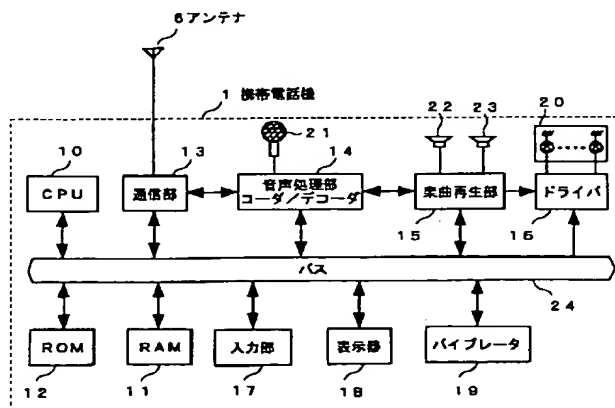 6アンテナ
1 携帯電話機
22
23
20
21
10
13
14
CPU
通信部
音声処理部
コーダ/デコーダ
楽曲再生部
ドライバ
15
16
バス
24
ROM
RAM
入力部
表示部
バイブレータ
12
11
17
18
19